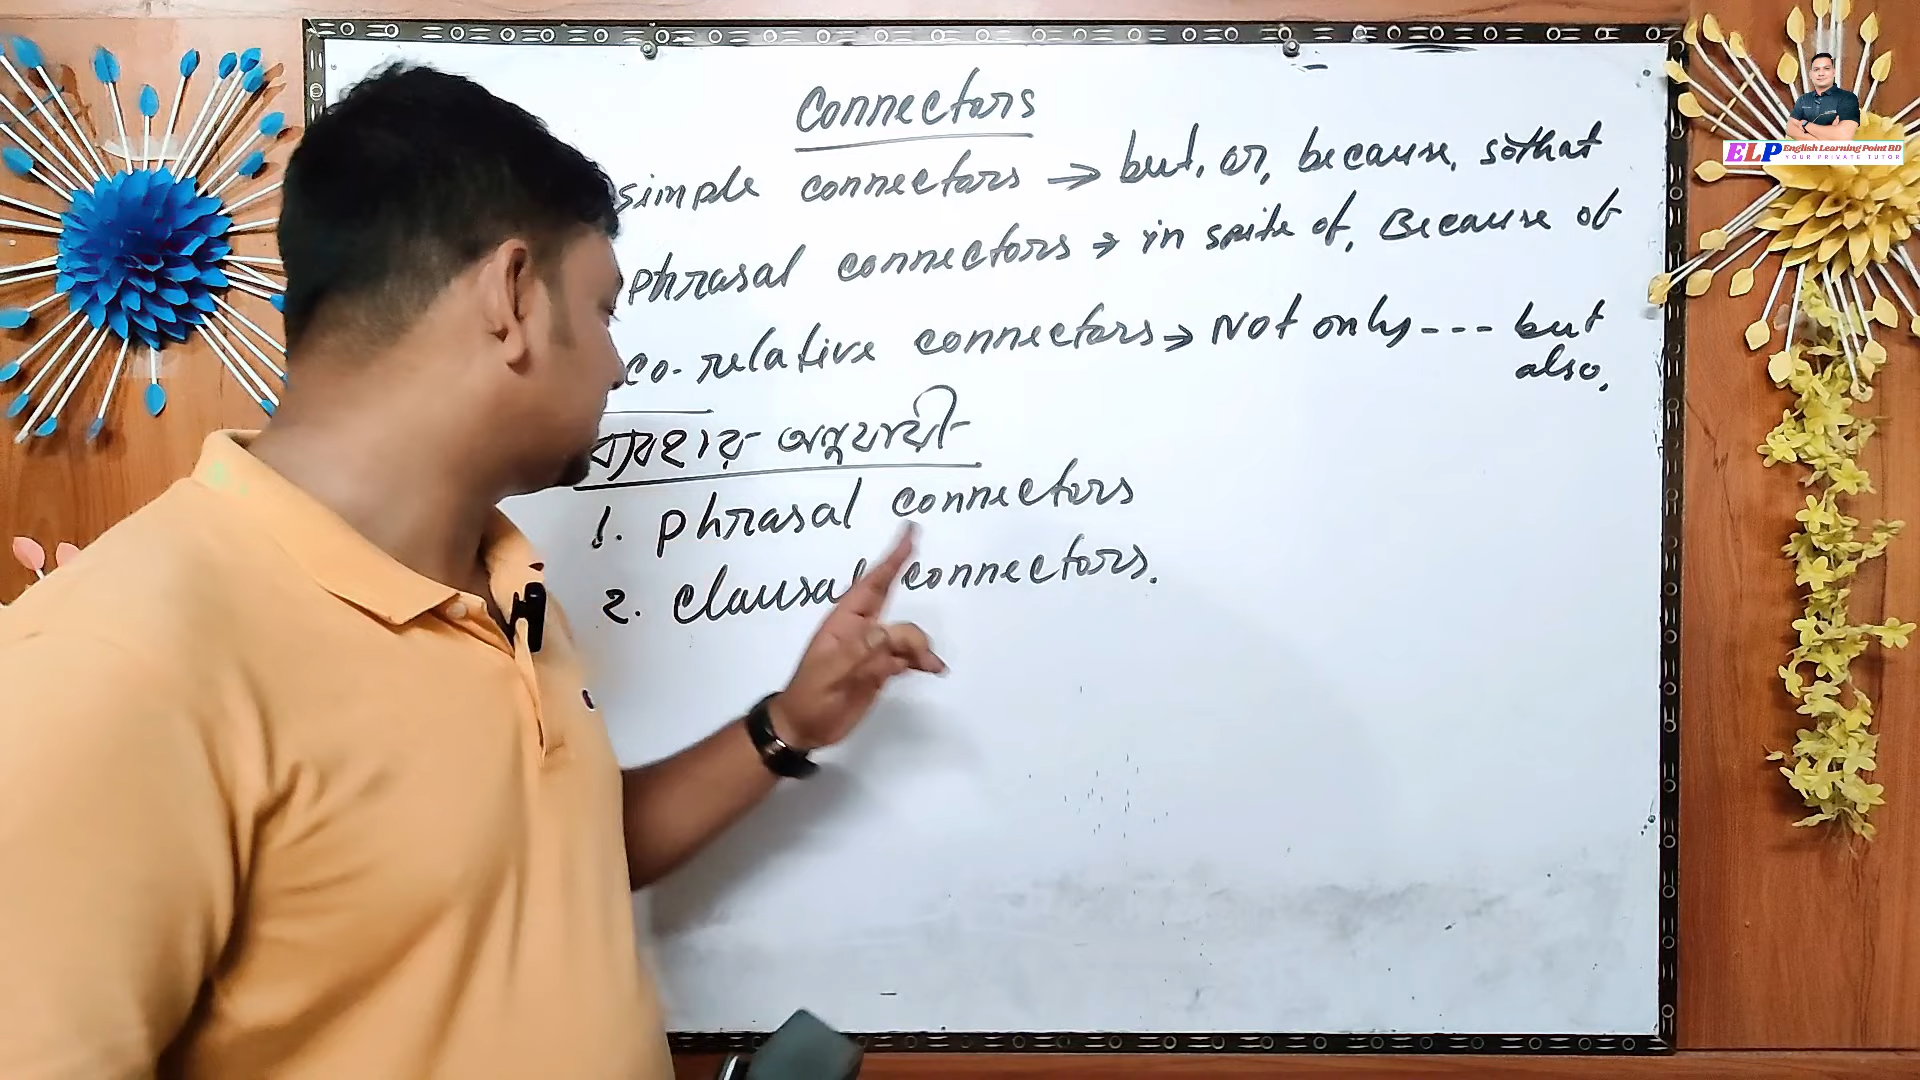 Connectors
simple connectors → but, or, because, so that
phrasal connectors → in spite of, Because of
co-relative connectors → Not only --- but also,
ব্যবহার অনুযায়ী
1. phrasal connectors
2. clausal connectors.
ELP English Learning Point BD
YOUR PRIVATE TUTOR